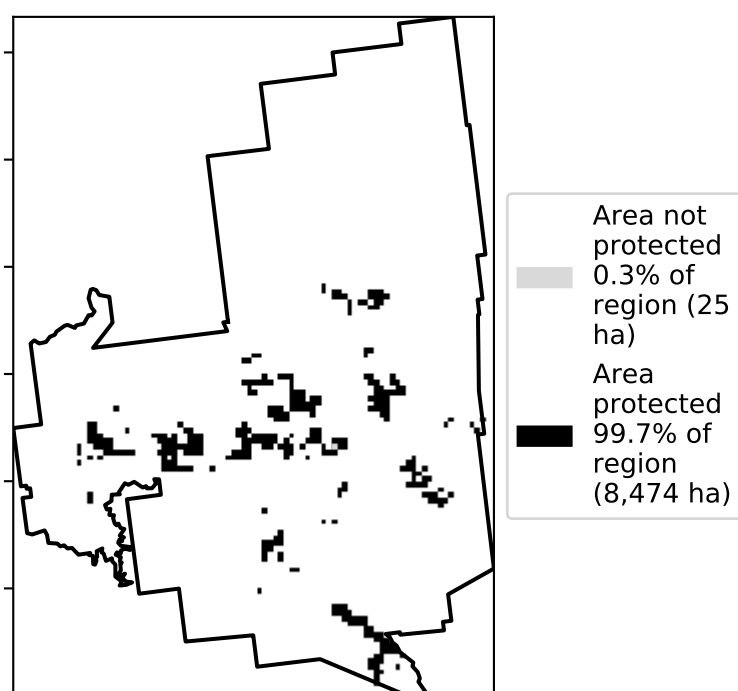 Area not
protected
0.3% of
region (25
ha)
Area
protected
99.7% of
region
(8,474 ha)